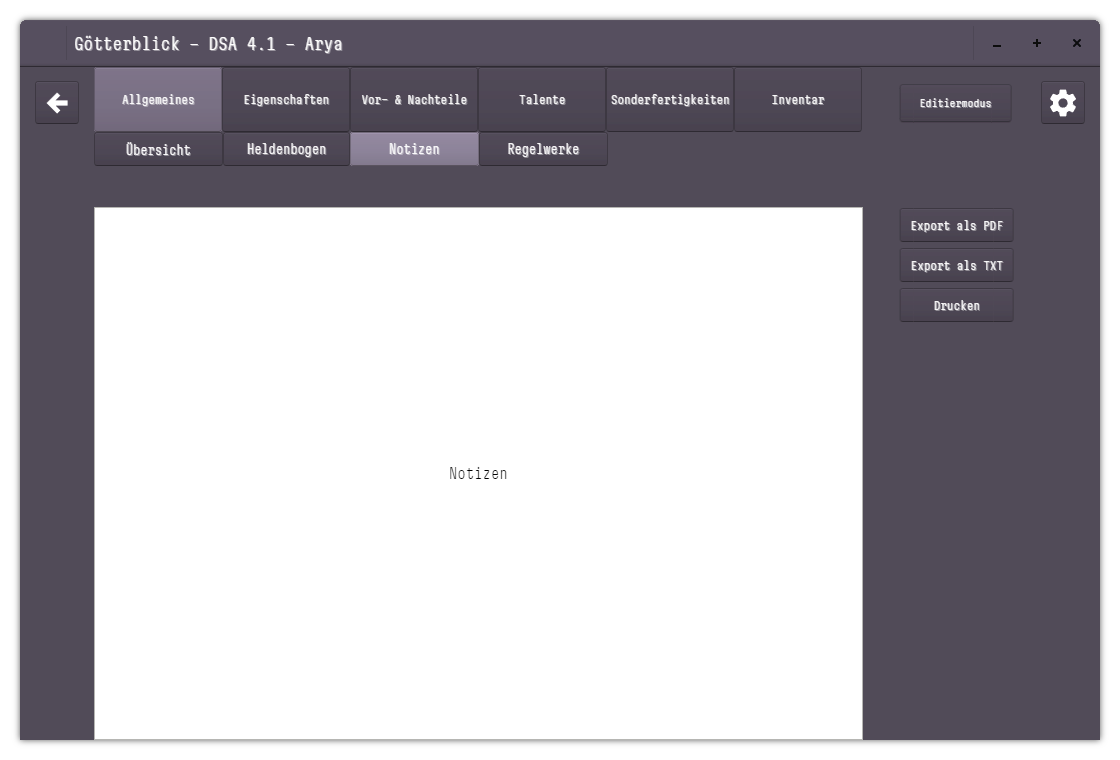 Götterblick – DSA 4.1 – Arya
Allgemeines Eigenschaften Vor- & Nachteile Talente Sonderfertigkeiten Inventar Editiermodus
Übersicht Heldenbogen Notizen Regelwerke
Export als PDF
Export als TXT
Drucken
Notizen